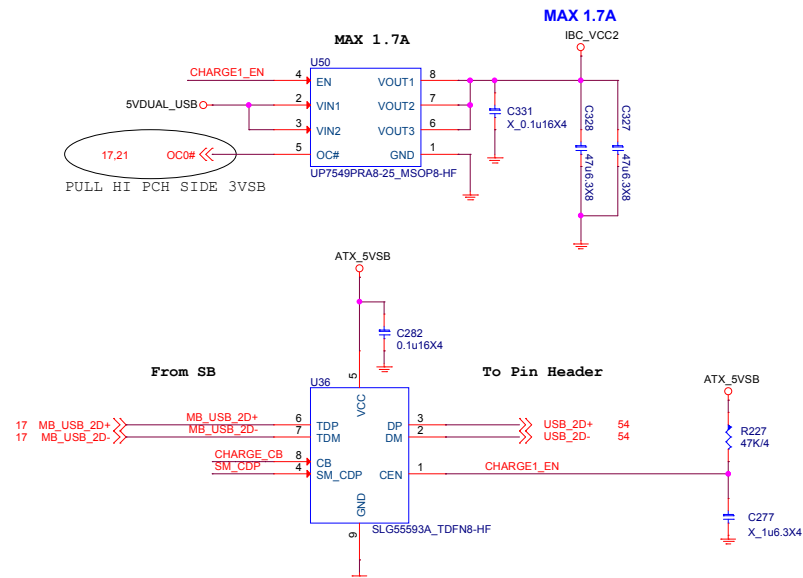 MAX 1.7A
MAX 1.7A
IBC_VCC2
U50
CHARGE1_EN
4
EN
VOUT1
8
5VDUAL_USB
2
VIN1
VOUT2
7
3
VIN2
VOUT3
6
17,21
OC0#
5
OC#
GND
1
UP7549PRA8-25_MSOP8-HF
PULL HI PCH SIDE 3VSB
C331
X_0.1u16X4
C328
47u6.3X8
C327
47u6.3X8
ATX_5VSB
C282
0.1u16X4
From SB
To Pin Header
U36
5
VCC
17 MB_USB_2D+
MB_USB_2D+
6
TDP
DP
3
USB_2D+ 54
17 MB_USB_2D-
MB_USB_2D-
7
TDM
DM
2
USB_2D- 54
CHARGE_CB
8
CB
SM_CDP
4
SM_CDP
CEN
1
CHARGE1_EN
GND
9
SLG55593A_TDFN8-HF
ATX_5VSB
R227
47K/4
C277
X_1u6.3X4